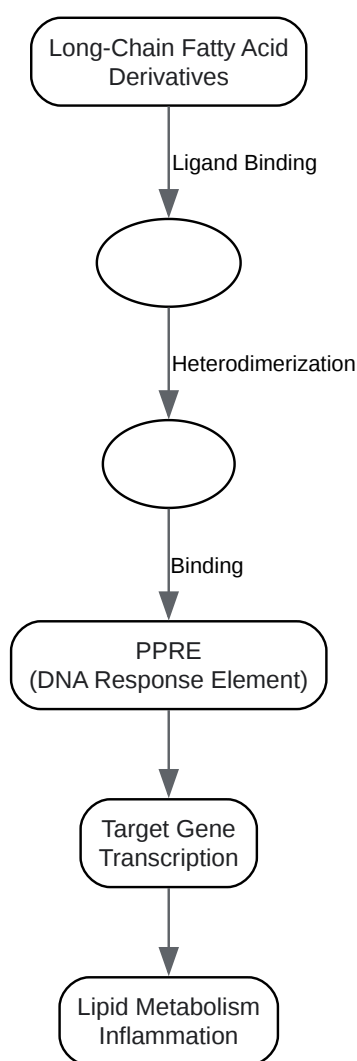 Long-Chain Fatty Acid
Derivatives
Ligand Binding
Heterodimerization
Binding
PPRE
(DNA Response Element)
Target Gene
Transcription
Lipid Metabolism
Inflammation